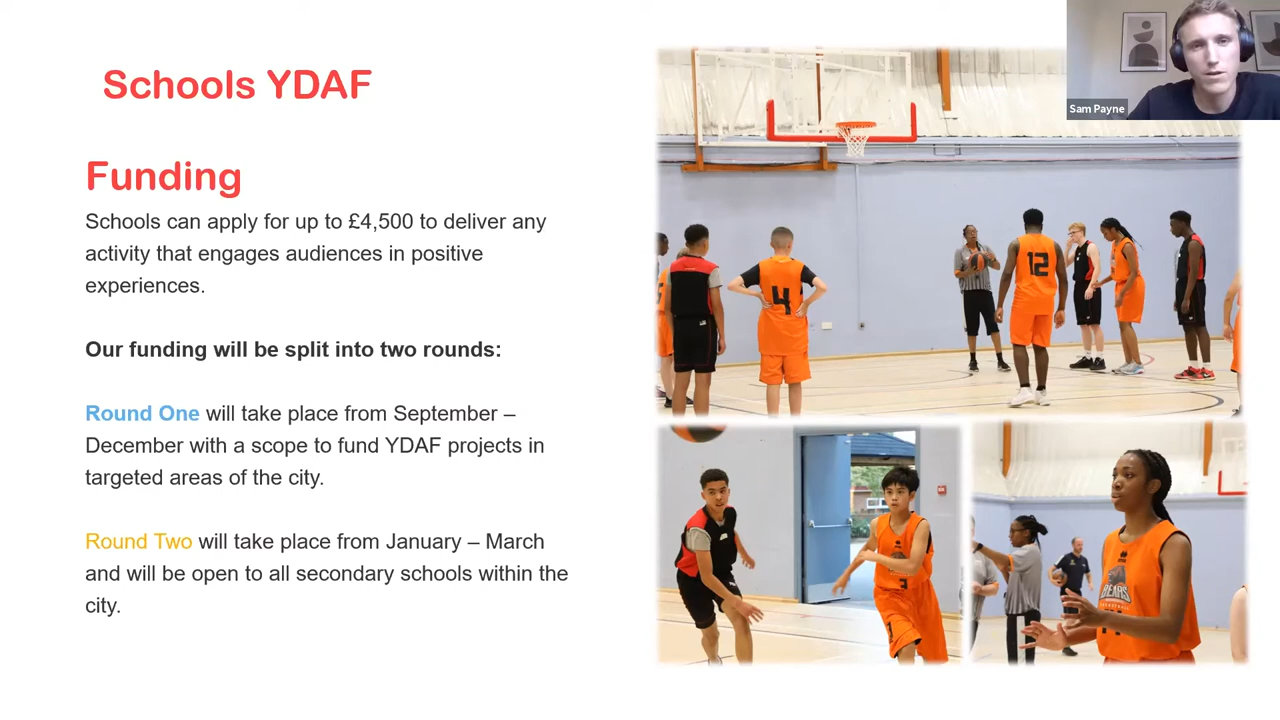 Schools YDAF
Sam Payne
Funding
Schools can apply for up to £4,500 to deliver any
activity that engages audiences in positive
experiences.
Our funding will be split into two rounds:
Round One will take place from September –
December with a scope to fund YDAF projects in
targeted areas of the city.
Round Two will take place from January – March
and will be open to all secondary schools within the
city.
4
12
3
BEARS